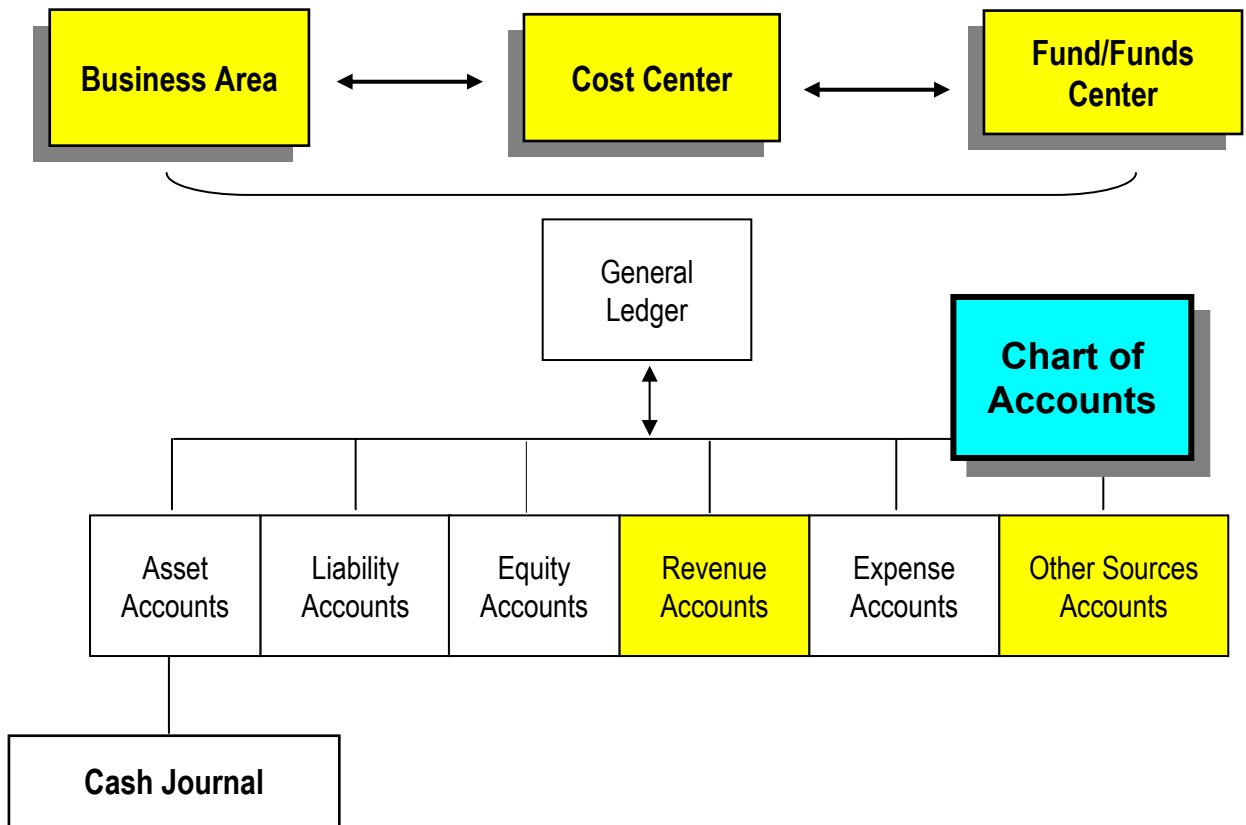 Business Area
Cost Center
Fund/Funds
Center
General
Ledger
Chart of
Accounts
Asset
Accounts
Liability
Accounts
Equity
Accounts
Revenue
Accounts
Expense
Accounts
Other Sources
Accounts
Cash Journal